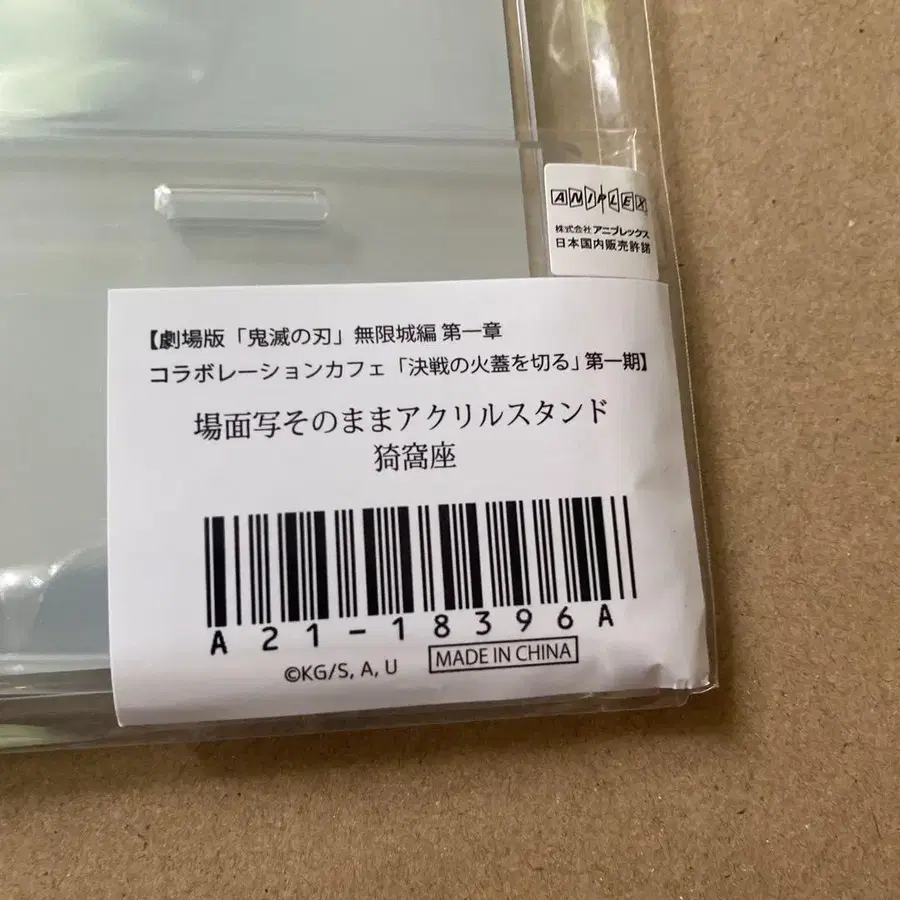 ANIPLEX
株式会社アニプレックス
日本国内販売許諾
【劇場版「鬼滅の刃」無限城編 第一章
コラボレーションカフェ「決戦の火蓋を切る」第一期】
場面写そのままアクリルスタンド
猗窩座
A21-18396A
©KG/S, A, U
MADE IN CHINA